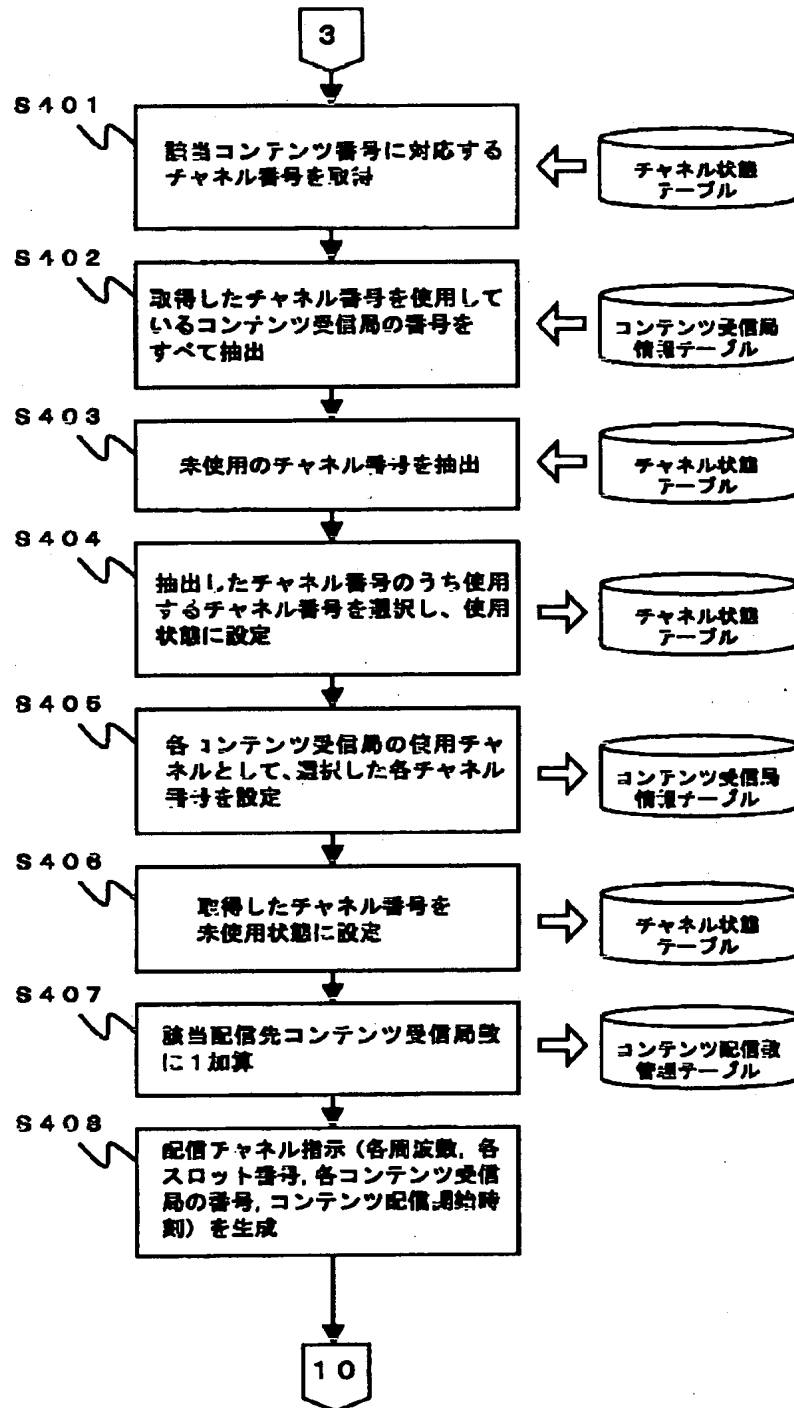 3
S401
該当コンテンツ番号に対応する
チャネル番号を取得
チャネル状態
テーブル
S402
取得したチャネル番号を使用して
いるコンテンツ受信局の番号を
すべて抽出
コンテンツ受信局
情報テーブル
S403
未使用のチャネル番号を抽出
チャネル状態
テーブル
S404
抽出したチャネル番号のうち使用
するチャネル番号を選択し、使用
状態に設定
チャネル状態
テーブル
S405
各コンテンツ受信局の使用チャ
ネルとして、選択した各チャネル
番号を設定
コンテンツ受信局
情報テーブル
S406
取得したチャネル番号を
未使用状態に設定
チャネル状態
テーブル
S407
該当配信先コンテンツ受信局数
に1加算
コンテンツ配信数
管理テーブル
S408
配信チャネル指示（各周波数，各
スロット番号，各コンテンツ受信
局の番号，コンテンツ配信開始時
刻）を生成
10